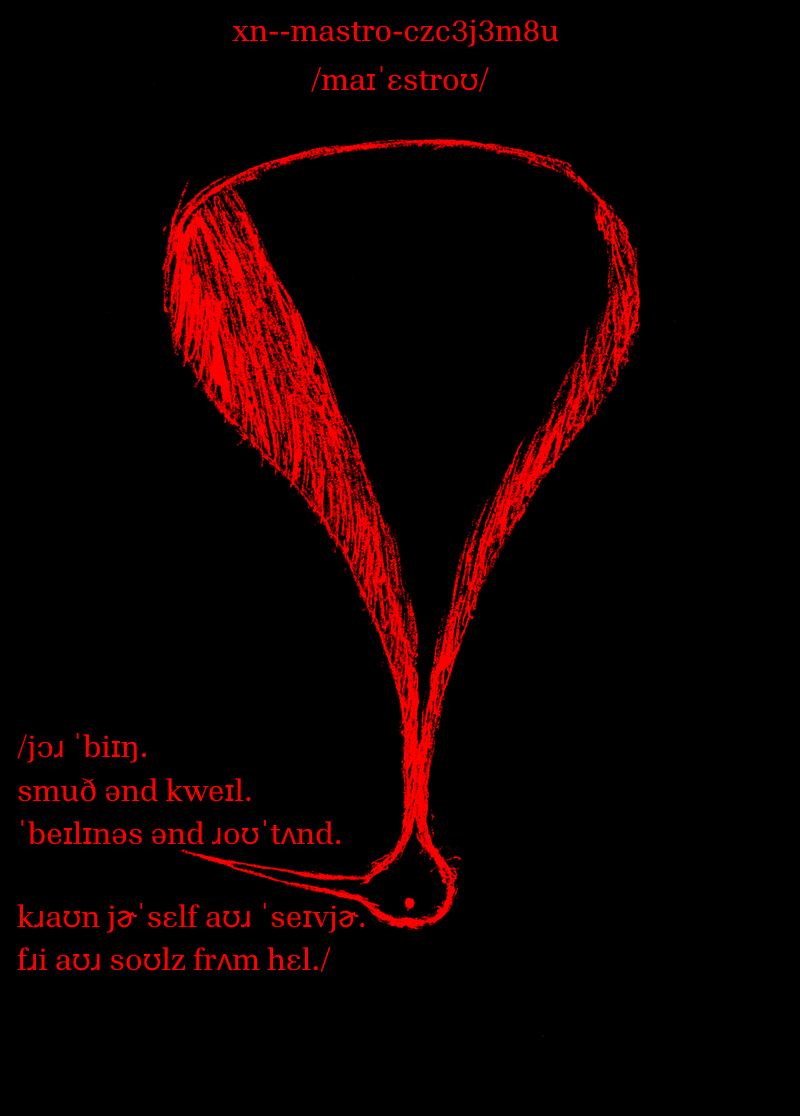 xn--mastro-czc3j3m8u
/maɪˈɛstroʊ/
/jɔɹ ˈbiɪŋ.
smuð ənd kweɪl.
ˈbeɪlɪnəs ənd ɹoʊˈtʌnd.
kɹaʊn jɚˈsɛlf aʊɹ ˈseɪvjɚ.
fɹi aʊɹ soʊlz frʌm hɛl./